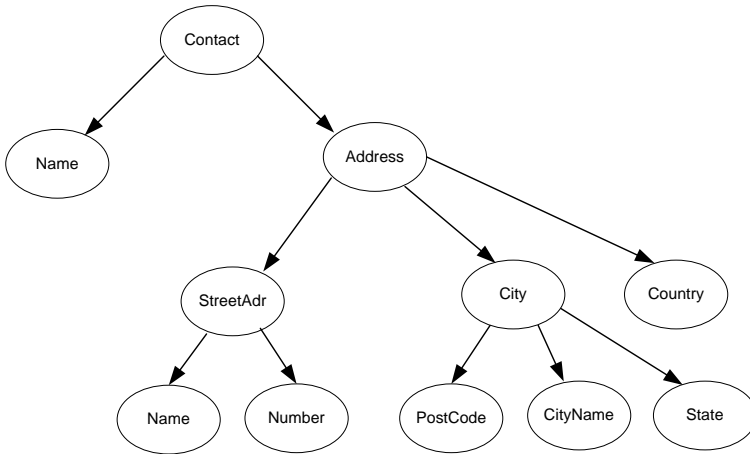 Contact
Name
Address
StreetAdr
City
Country
Name
Number
PostCode
CityName
State